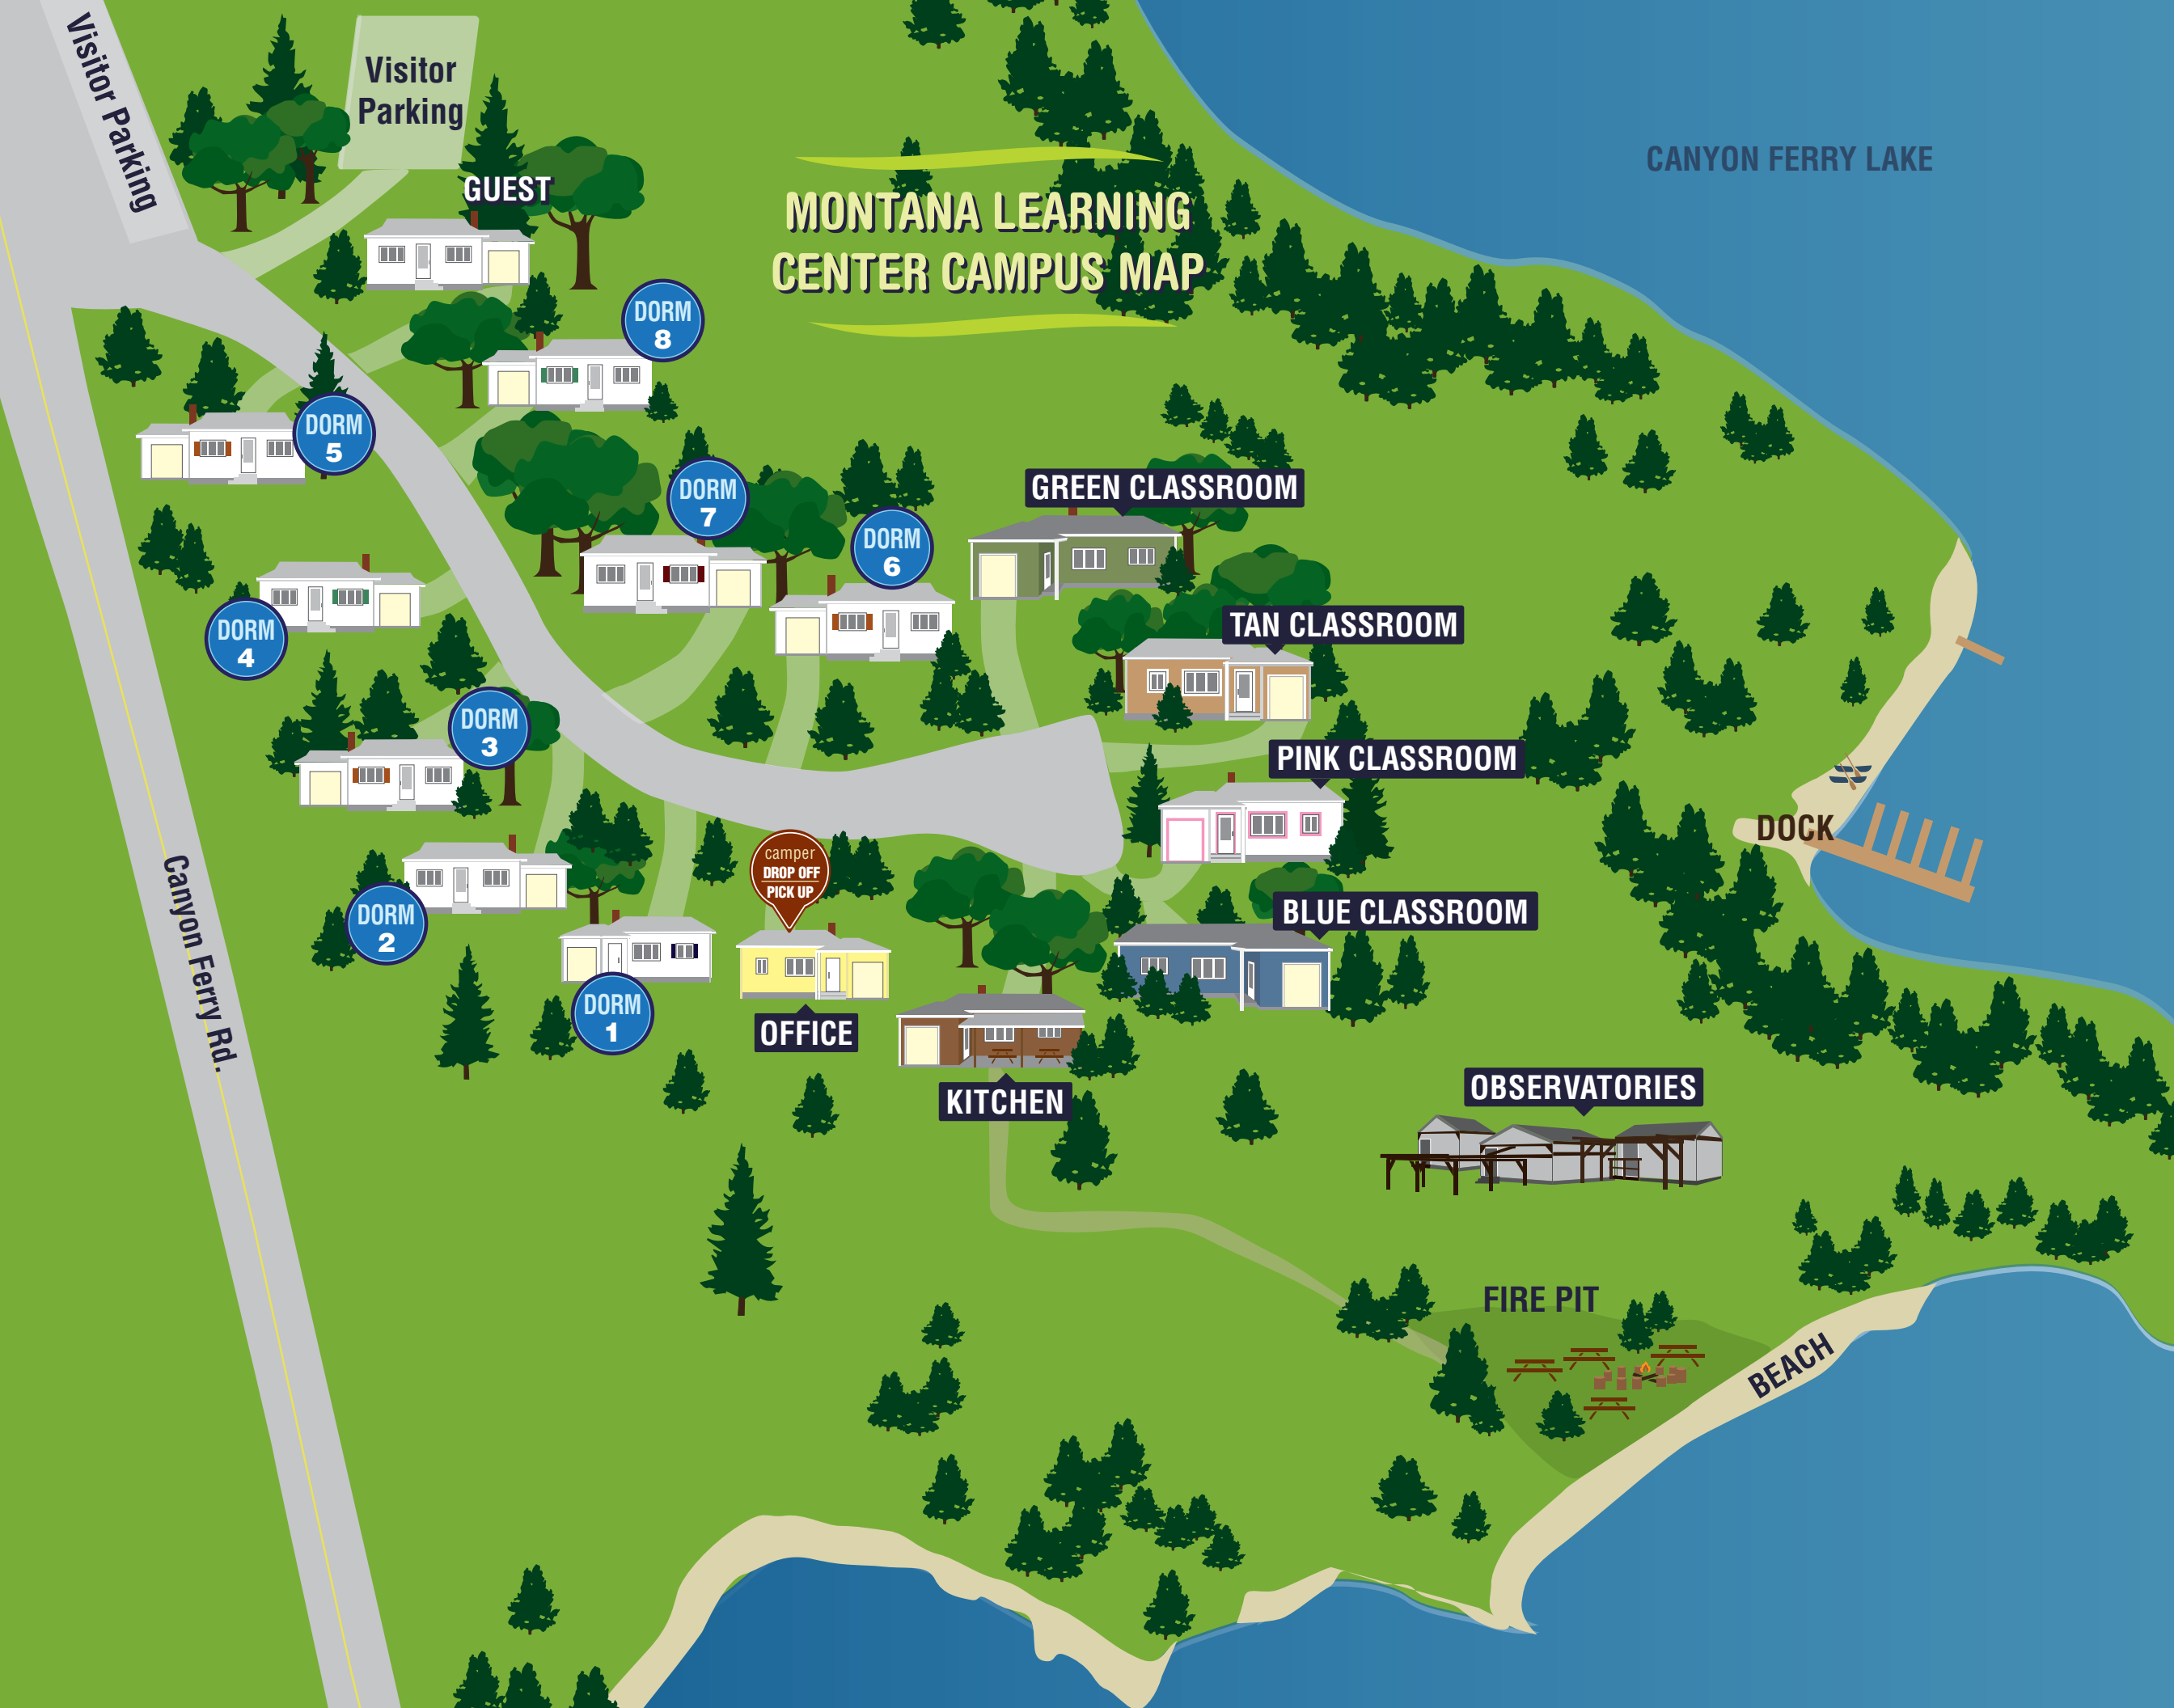 Visitor Parking
Visitor
Parking
GUEST
MONTANA LEARNING
CENTER CAMPUS MAP
CANYON FERRY LAKE
DORM
8
DORM
5
DORM
7
DORM
6
GREEN CLASSROOM
DORM
4
TAN CLASSROOM
DORM
3
PINK CLASSROOM
DOCK
camper
DROP OFF
PICK UP
DORM
2
BLUE CLASSROOM
Canyon Ferry Rd.
DORM
1
OFFICE
KITCHEN
OBSERVATORIES
FIRE PIT
BEACH